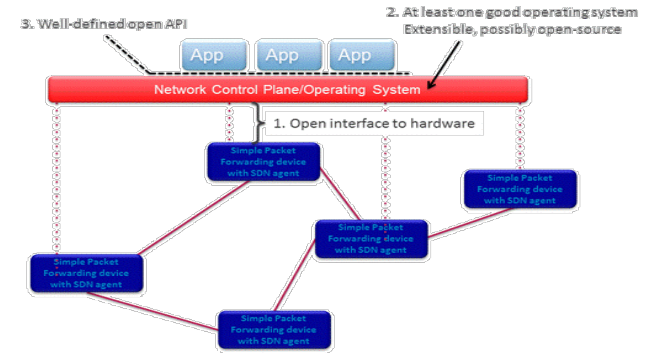 2. At least one good operating system
Extensible, possibly open-source
3. Well-defined open API
App App App
Network Control Plane/Operating System
1. Open interface to hardware
Simple Packet
Forwarding device
with SDN agent
Simple Packet
Forwarding device
with SDN agent
Simple Packet
Forwarding device
with SDN agent
Simple Packet
Forwarding device
with SDN agent
Simple Packet
Forwarding device
with SDN agent